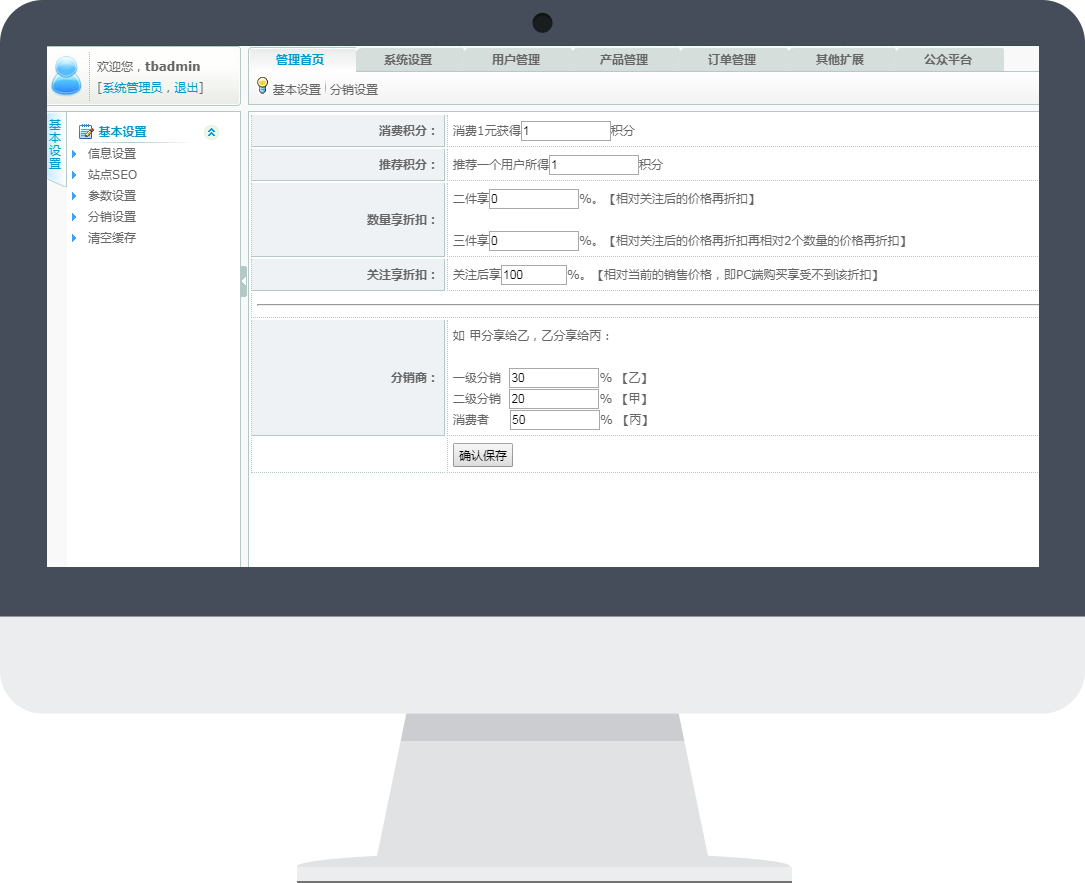 欢迎您，tbadmin
[系统管理员，退出]
管理首页 系统设置 用户管理 产品管理 订单管理 其他扩展 公众平台
基本设置 分销设置
基本设置
基本设置
信息设置
站点SEO
参数设置
分销设置
清空缓存
消费积分： 消费1元获得1积分
推荐积分： 推荐一个用户所得1积分
数量享折扣： 二件享0%。【相对关注后的价格再折扣】
三件享0%。【相对关注后的价格再折扣再相对2个数量的价格再折扣】
关注享折扣： 关注后享100%。【相对当前的销售价格，即PC端购买享受不到该折扣】
如 甲分享给乙，乙分享给丙：
分销商： 一级分销 30% 【乙】
二级分销 20% 【甲】
消费者 50% 【丙】
确认保存